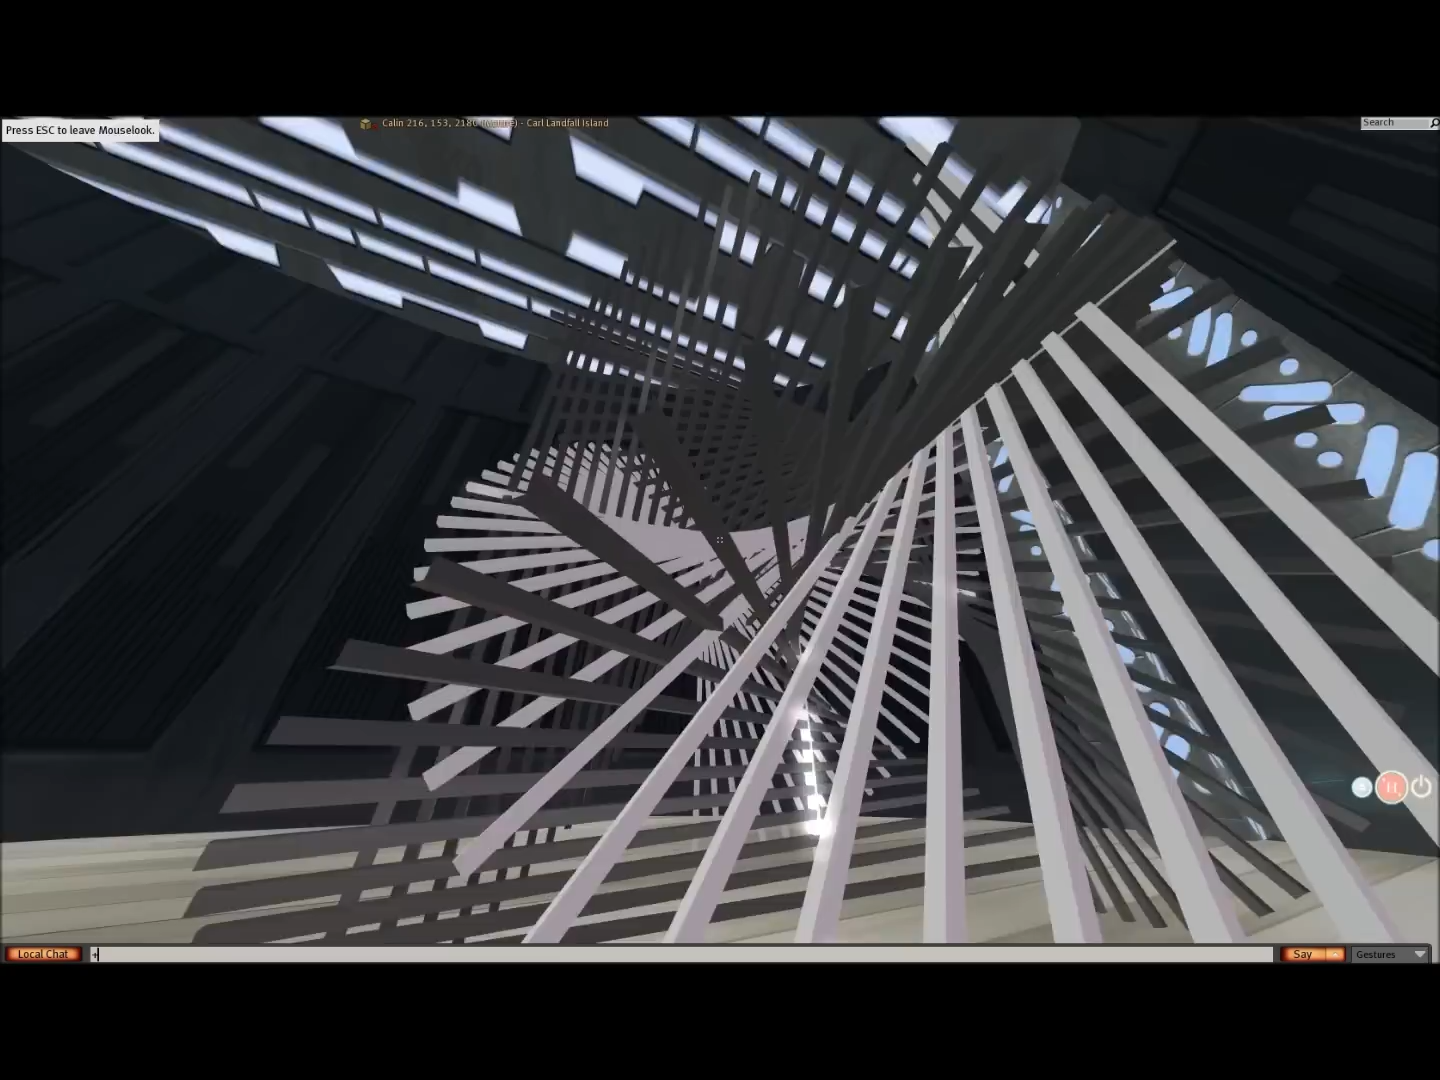 Press ESC to leave Mouselook.
Calin 216, 153, 2180 - Carl Landfall Island
Search
H
Local Chat
+
Say
Gestures